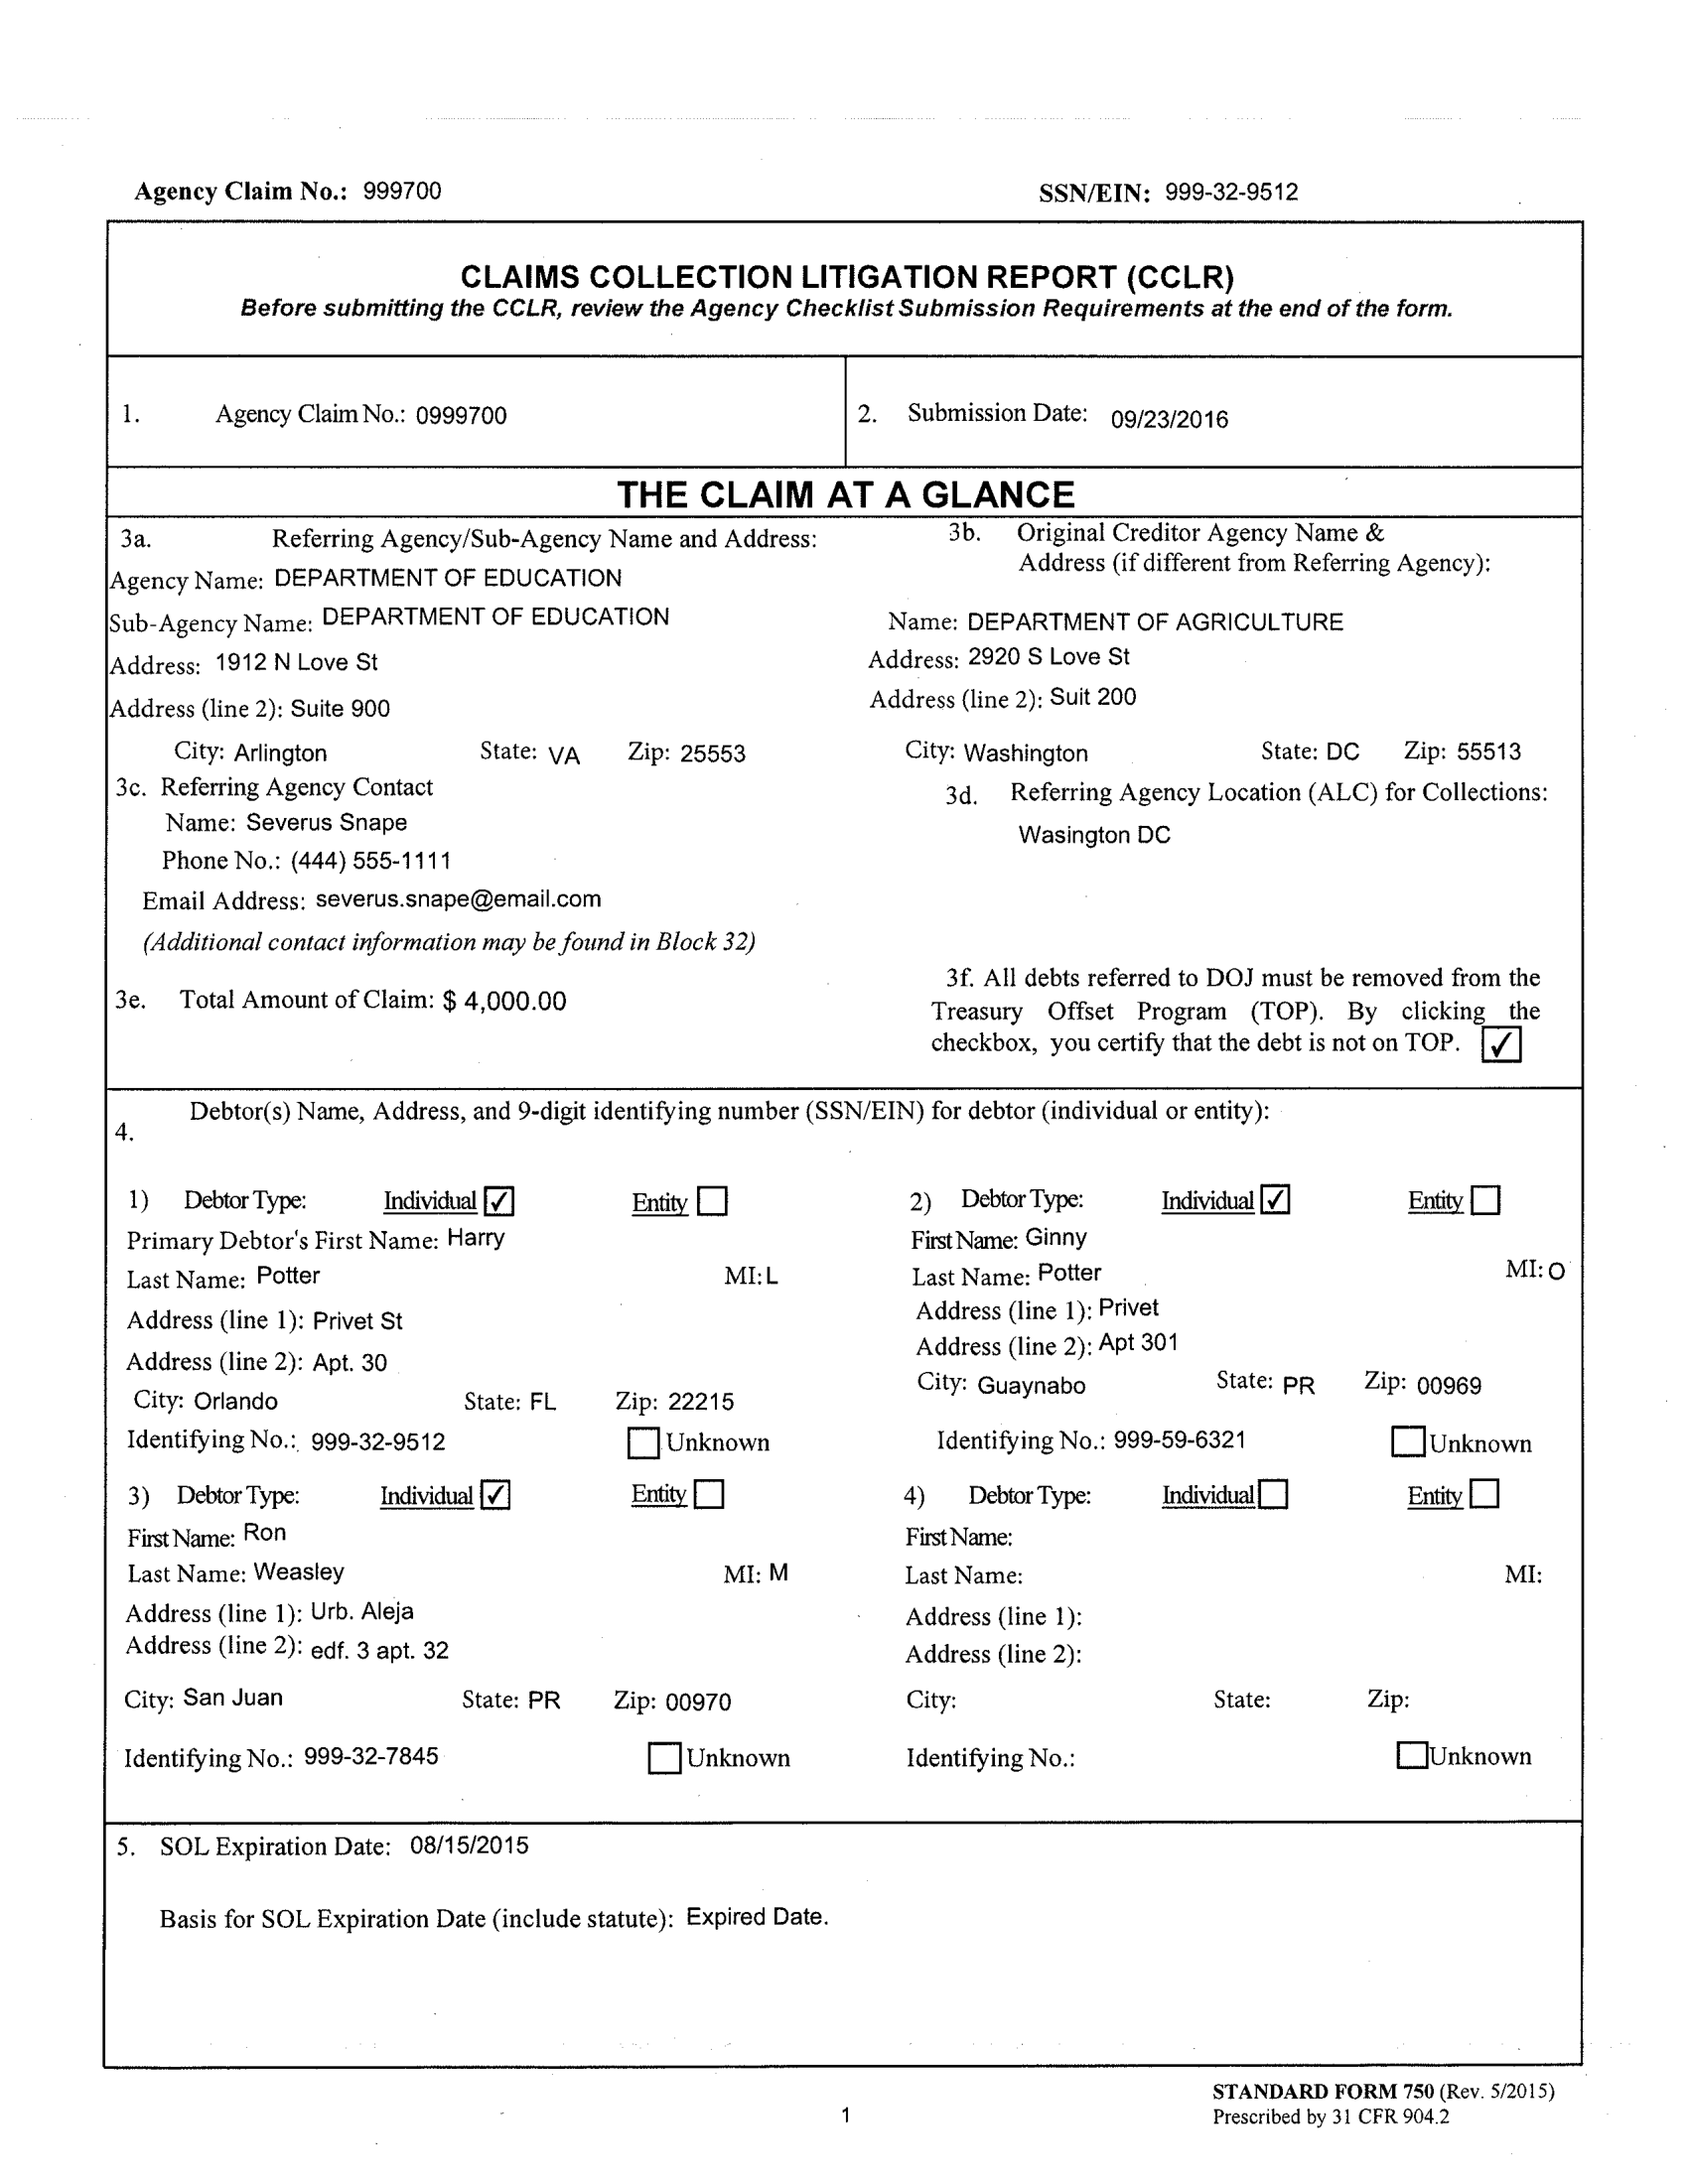 Agency Claim No.: 999700 SSN/EIN: 999-32-9512
CLAIMS COLLECTION LITIGATION REPORT (CCLR)
Before submitting the CCLR, review the Agency Checklist Submission Requirements at the end of the form.
1. Agency Claim No.: 0999700
2. Submission Date: 09/23/2016
THE CLAIM AT A GLANCE
3a. Referring Agency/Sub-Agency Name and Address:
Agency Name: DEPARTMENT OF EDUCATION
Sub-Agency Name: DEPARTMENT OF EDUCATION
Address: 1912 N Love St
Address (line 2): Suite 900
City: Arlington State: VA Zip: 25553
3b. Original Creditor Agency Name &
Address (if different from Referring Agency):
Name: DEPARTMENT OF AGRICULTURE
Address: 2920 S Love St
Address (line 2): Suit 200
City: Washington State: DC Zip: 55513
3c. Referring Agency Contact
Name: Severus Snape
Phone No.: (444) 555-1111
Email Address: severus.snape@email.com
(Additional contact information may be found in Block 32)
3d. Referring Agency Location (ALC) for Collections:
Wasington DC
3e. Total Amount of Claim: $ 4,000.00
3f. All debts referred to DOJ must be removed from the
Treasury Offset Program (TOP). By clicking the
checkbox, you certify that the debt is not on TOP. ✓
4. Debtor(s) Name, Address, and 9-digit identifying number (SSN/EIN) for debtor (individual or entity):
1) Debtor Type: Individual ✓ Entity
Primary Debtor's First Name: Harry
Last Name: Potter MI: L
Address (line 1): Privet St
Address (line 2): Apt. 30
City: Orlando State: FL Zip: 22215
Identifying No.: 999-32-9512 Unknown
2) Debtor Type: Individual ✓ Entity
First Name: Ginny
Last Name: Potter MI: O
Address (line 1): Privet
Address (line 2): Apt 301
City: Guaynabo State: PR Zip: 00969
Identifying No.: 999-59-6321 Unknown
3) Debtor Type: Individual ✓ Entity
First Name: Ron
Last Name: Weasley MI: M
Address (line 1): Urb. Aleja
Address (line 2): edf. 3 apt. 32
City: San Juan State: PR Zip: 00970
Identifying No.: 999-32-7845 Unknown
4) Debtor Type: Individual Entity
First Name:
Last Name: MI:
Address (line 1):
Address (line 2):
City: State: Zip:
Identifying No.: Unknown
5. SOL Expiration Date: 08/15/2015
Basis for SOL Expiration Date (include statute): Expired Date.
STANDARD FORM 750 (Rev. 5/2015)
1 Prescribed by 31 CFR 904.2